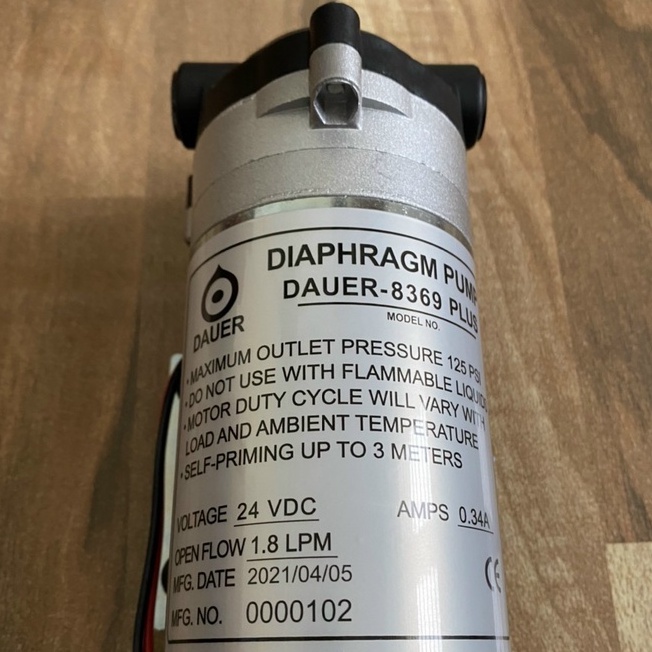 DIAPHRAGM PUMP
DAUER-8369 PLUS
MODEL NO.
DAUER
• MAXIMUM OUTLET PRESSURE 125 PSI
• DO NOT USE WITH FLAMMABLE LIQUIDS
• MOTOR DUTY CYCLE WILL VARY WITH
LOAD AND AMBIENT TEMPERATURE
• SELF-PRIMING UP TO 3 METERS
VOLTAGE 24 VDC AMPS 0.34A
OPEN FLOW 1.8 LPM
MFG. DATE 2021/04/05 CE
MFG. NO. 0000102